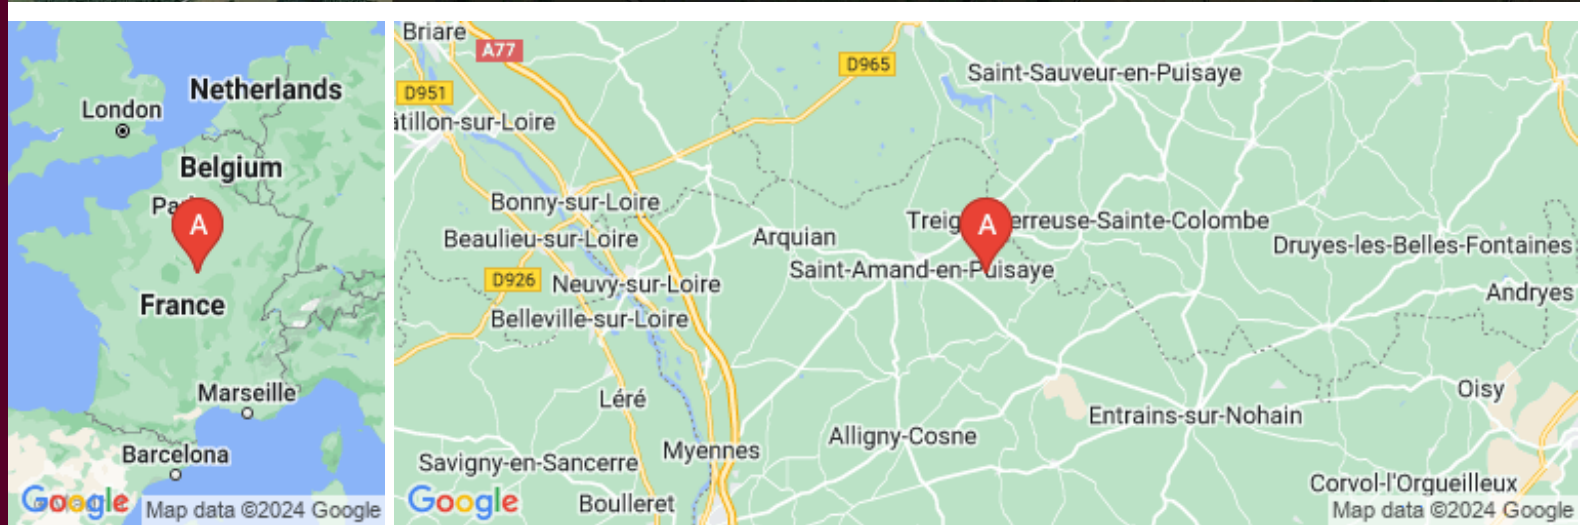 Netherlands
London
Belgium
A
France
Marseille
Barcelona
Google
Map data ©2024 Google
Briare
A77
D965
Saint-Sauveur-en-Puisaye
D951
âtillon-sur-Loire
Bonny-sur-Loire
Treig
A
erreuse-Sainte-Colombe
Beaulieu-sur-Loire
Arquian
Druyes-les-Belles-Fontaines
Saint-Amand-en-Puisaye
D926
Neuvy-sur-Loire
Andryes
Belleville-sur-Loire
Léré
Oisy
Entrains-sur-Nohain
Alligny-Cosne
Myennes
Savigny-en-Sancerre
Corvol-l'Orgueilleux
Boulleret
Google
Map data ©2024 Google